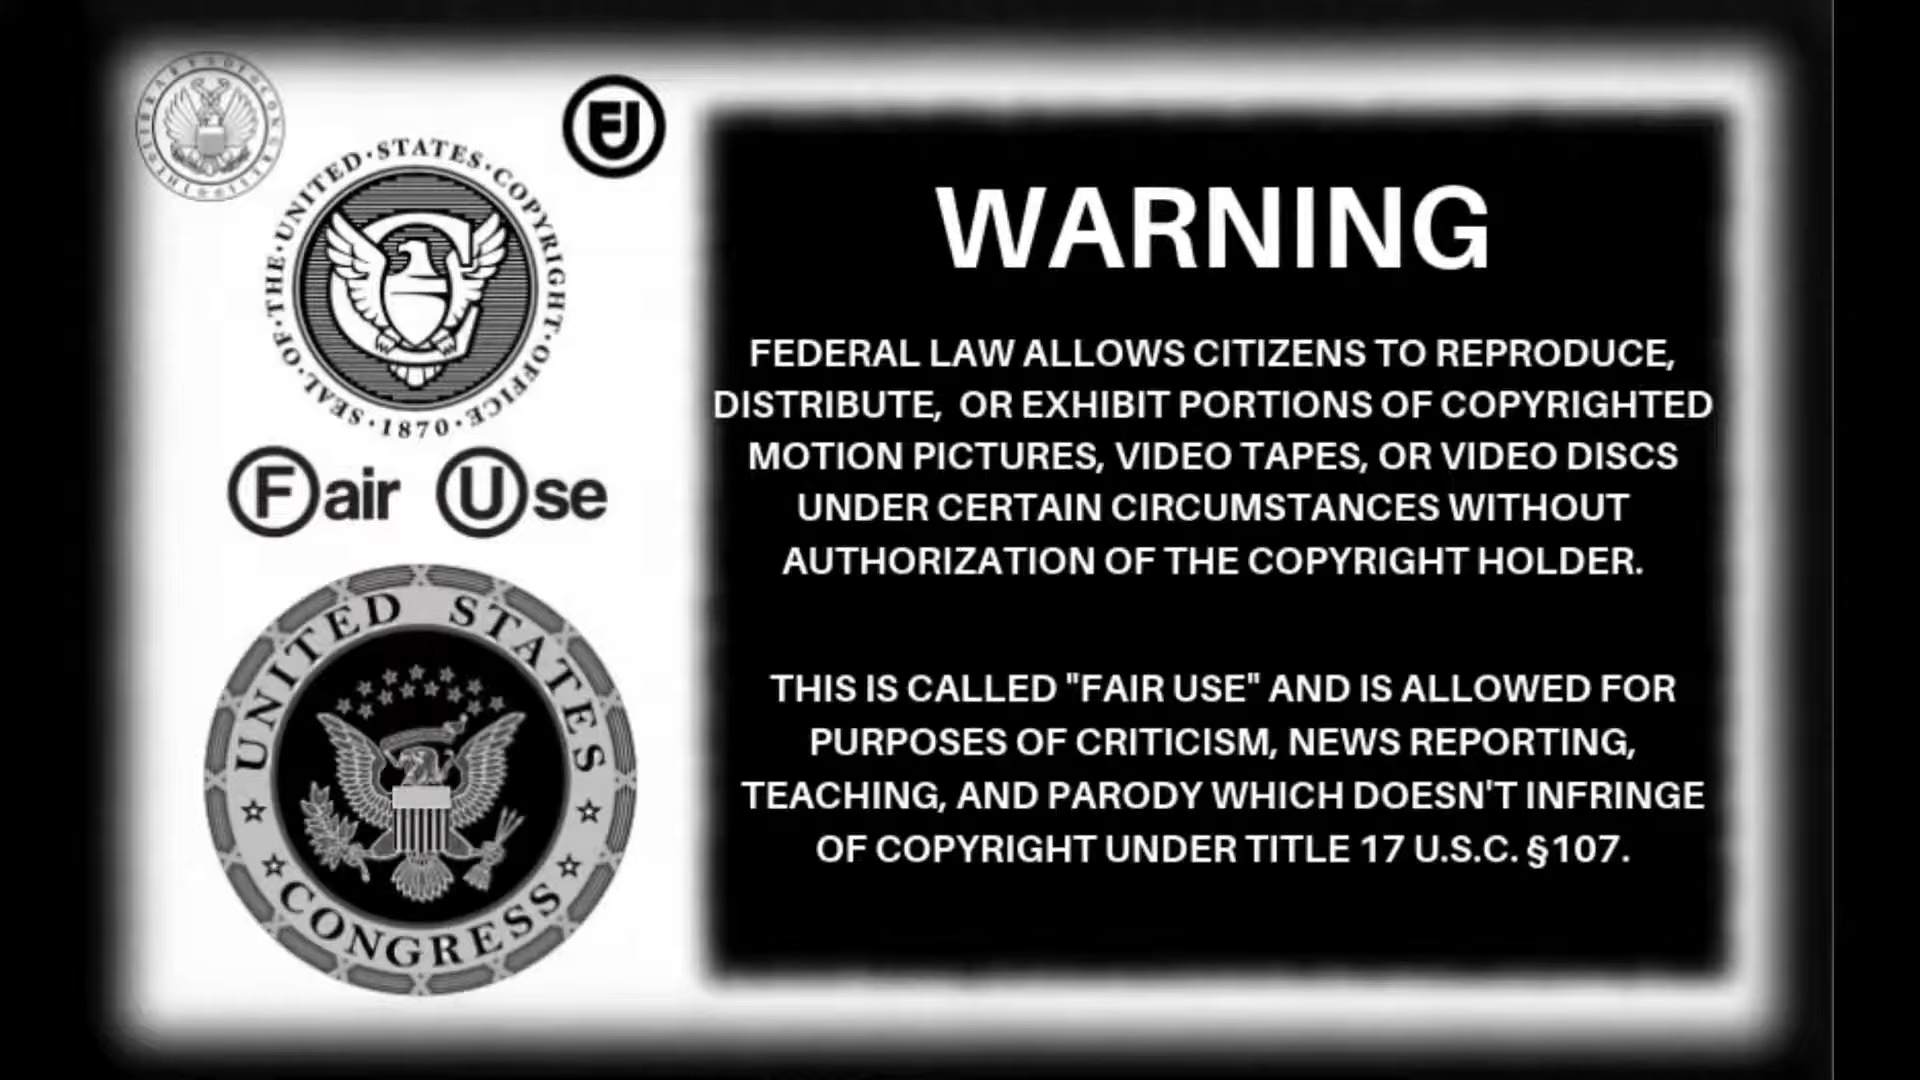 THE UNITED STATES COPYRIGHT OFFICE
SEAL OF
1870
FU
Fair Use
UNITED STATES
CONGRESS
WARNING
FEDERAL LAW ALLOWS CITIZENS TO REPRODUCE,
DISTRIBUTE, OR EXHIBIT PORTIONS OF COPYRIGHTED
MOTION PICTURES, VIDEO TAPES, OR VIDEO DISCS
UNDER CERTAIN CIRCUMSTANCES WITHOUT
AUTHORIZATION OF THE COPYRIGHT HOLDER.
THIS IS CALLED "FAIR USE" AND IS ALLOWED FOR
PURPOSES OF CRITICISM, NEWS REPORTING,
TEACHING, AND PARODY WHICH DOESN'T INFRINGE
OF COPYRIGHT UNDER TITLE 17 U.S.C. §107.